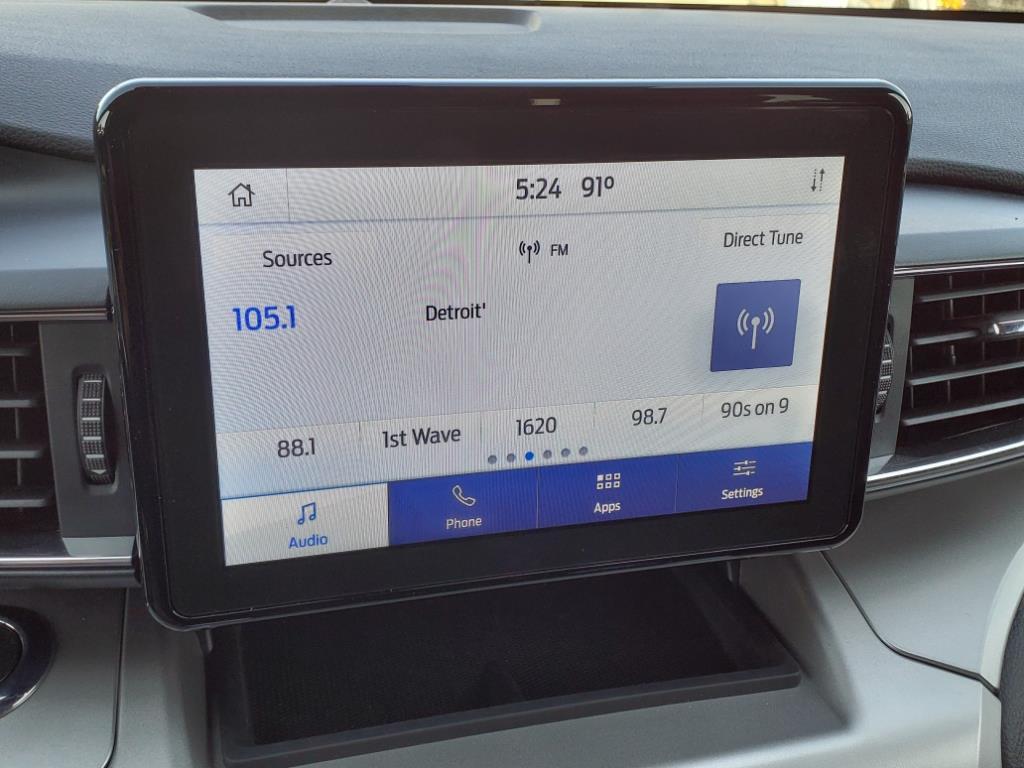 5:24 91º
Sources
FM
Direct Tune
105.1
Detroit'
88.1
1st Wave
1620
98.7
90s on 9
Audio
Phone
Apps
Settings